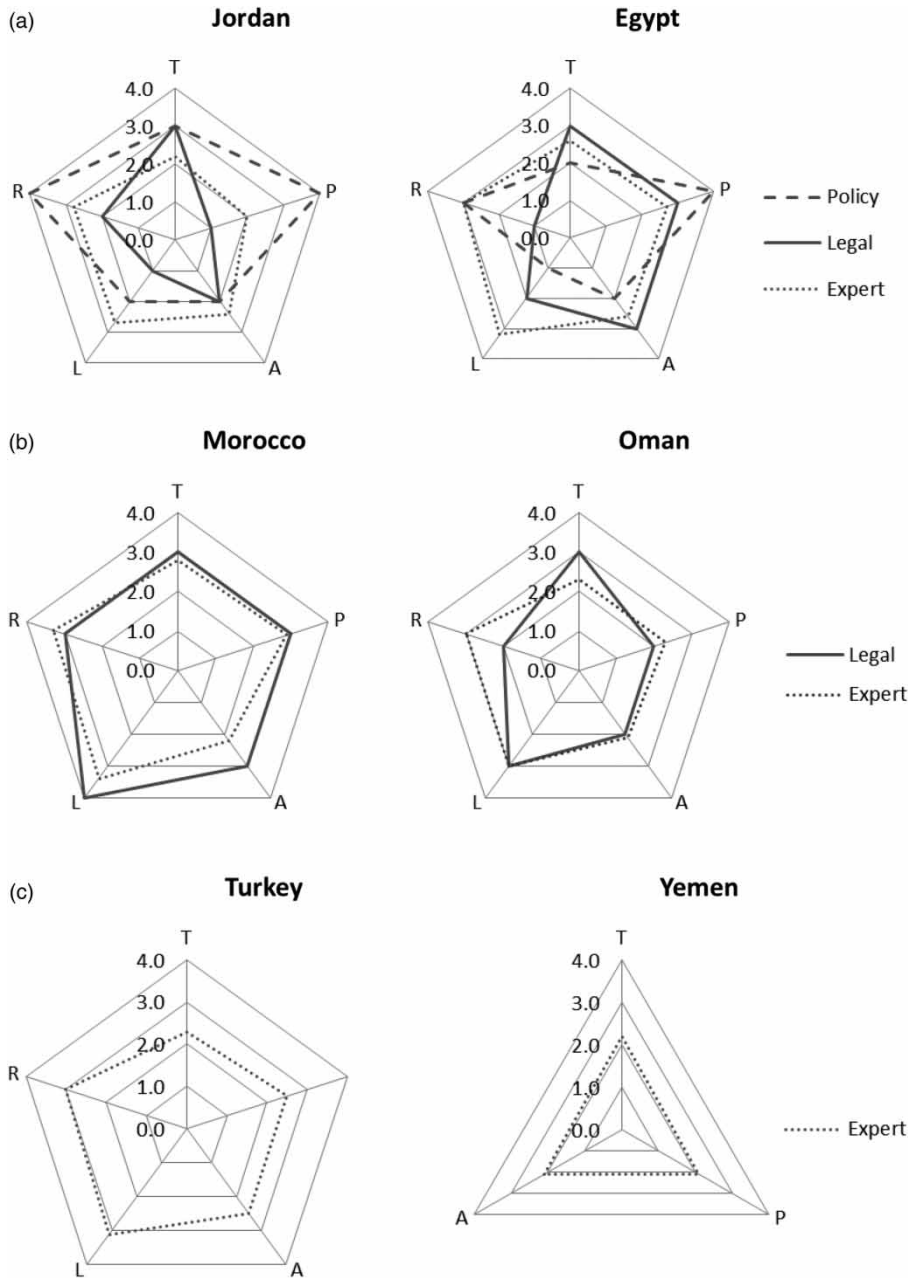 (a)
Jordan
Egypt
T
4.0
3.0
2.0
1.0
0.0
R
P
L
A
T
4.0
3.0
2.0
1.0
0.0
R
P
L
A
Policy
Legal
Expert
(b)
Morocco
Oman
T
4.0
3.0
2.0
1.0
0.0
R
P
L
A
T
4.0
3.0
2.0
1.0
0.0
R
P
L
A
Legal
Expert
(c)
Turkey
Yemen
T
4.0
3.0
2.0
1.0
0.0
R
L
A
T
4.0
3.0
2.0
1.0
0.0
A
P
Expert